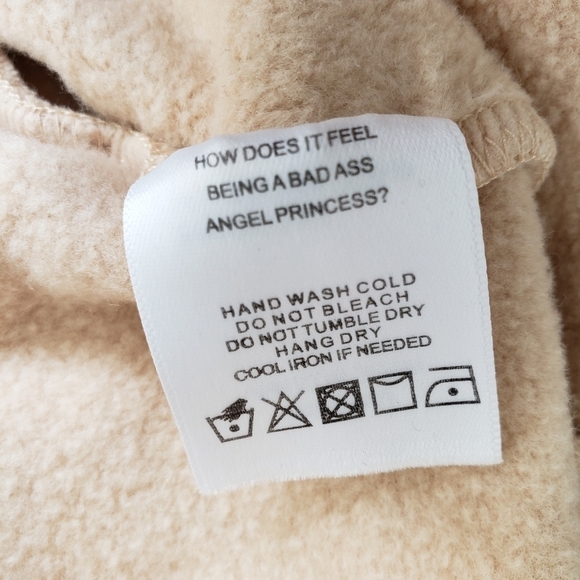 HOW DOES IT FEEL
BEING A BAD ASS
ANGEL PRINCESS?
HAND WASH COLD
DO NOT BLEACH
DO NOT TUMBLE DRY
HANG DRY
COOL IRON IF NEEDED